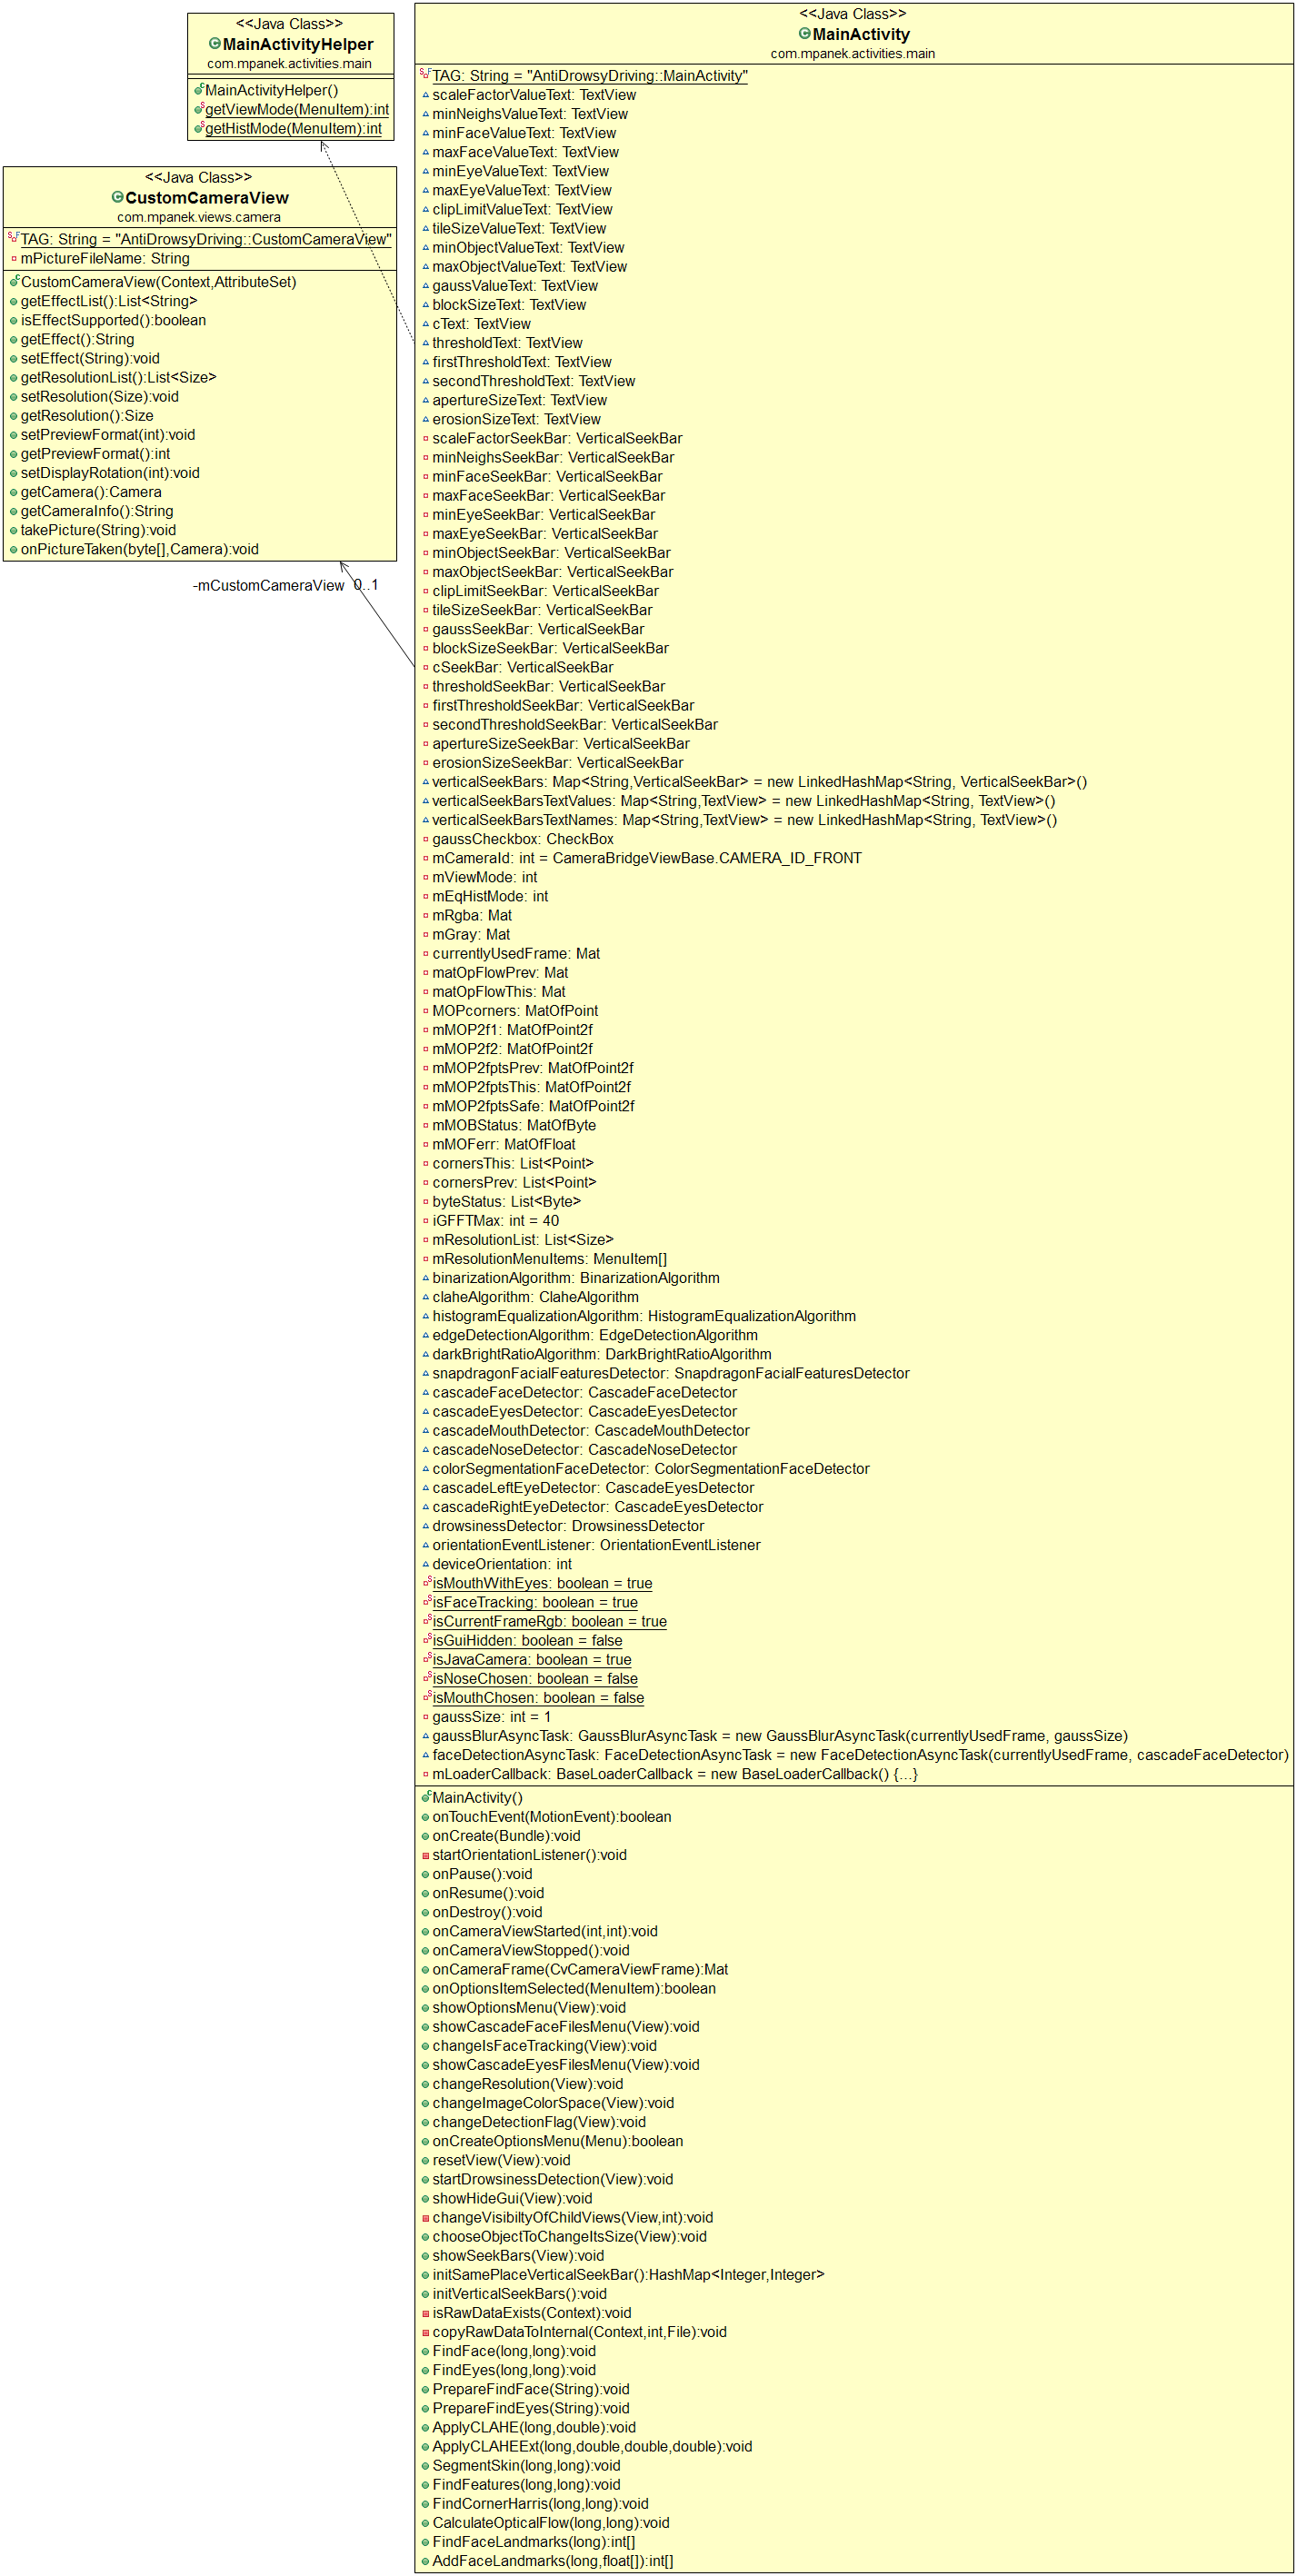 <<Java Class>>
MainActivityHelper
com.mpanek.activities.main
MainActivityHelper()
getViewMode(MenuItem):int
getHistMode(MenuItem):int
<<Java Class>>
CustomCameraView
com.mpanek.views.camera
TAG: String = "AntiDrowsyDriving::CustomCameraView"
mPictureFileName: String
CustomCameraView(Context,AttributeSet)
getEffectList():List<String>
isEffectSupported():boolean
getEffect():String
setEffect(String):void
getResolutionList():List<Size>
setResolution(Size):void
getResolution():Size
setPreviewFormat(int):void
getPreviewFormat():int
setDisplayRotation(int):void
getCamera():Camera
getCameraInfo():String
takePicture(String):void
onPictureTaken(byte[],Camera):void
-mCustomCameraView 0..1
<<Java Class>>
MainActivity
com.mpanek.activities.main
TAG: String = "AntiDrowsyDriving::MainActivity"
scaleFactorValueText: TextView
minNeighsValueText: TextView
minFaceValueText: TextView
maxFaceValueText: TextView
minEyeValueText: TextView
maxEyeValueText: TextView
clipLimitValueText: TextView
tileSizeValueText: TextView
minObjectValueText: TextView
maxObjectValueText: TextView
gaussValueText: TextView
blockSizeText: TextView
cText: TextView
thresholdText: TextView
firstThresholdText: TextView
secondThresholdText: TextView
apertureSizeText: TextView
erosionSizeText: TextView
scaleFactorSeekBar: VerticalSeekBar
minNeighsSeekBar: VerticalSeekBar
minFaceSeekBar: VerticalSeekBar
maxFaceSeekBar: VerticalSeekBar
minEyeSeekBar: VerticalSeekBar
maxEyeSeekBar: VerticalSeekBar
minObjectSeekBar: VerticalSeekBar
maxObjectSeekBar: VerticalSeekBar
clipLimitSeekBar: VerticalSeekBar
tileSizeSeekBar: VerticalSeekBar
gaussSeekBar: VerticalSeekBar
blockSizeSeekBar: VerticalSeekBar
cSeekBar: VerticalSeekBar
thresholdSeekBar: VerticalSeekBar
firstThresholdSeekBar: VerticalSeekBar
secondThresholdSeekBar: VerticalSeekBar
apertureSizeSeekBar: VerticalSeekBar
erosionSizeSeekBar: VerticalSeekBar
verticalSeekBars: Map<String,VerticalSeekBar> = new LinkedHashMap<String, VerticalSeekBar>()
verticalSeekBarsTextValues: Map<String,TextView> = new LinkedHashMap<String, TextView>()
verticalSeekBarsTextNames: Map<String,TextView> = new LinkedHashMap<String, TextView>()
gaussCheckbox: CheckBox
mCameraId: int = CameraBridgeViewBase.CAMERA_ID_FRONT
mViewMode: int
mEqHistMode: int
mRgba: Mat
mGray: Mat
currentlyUsedFrame: Mat
matOpFlowPrev: Mat
matOpFlowThis: Mat
MOPcorners: MatOfPoint
mMOP2f1: MatOfPoint2f
mMOP2f2: MatOfPoint2f
mMOP2fptsPrev: MatOfPoint2f
mMOP2fptsThis: MatOfPoint2f
mMOP2fptsSafe: MatOfPoint2f
mMOBStatus: MatOfByte
mMOFerr: MatOfFloat
cornersThis: List<Point>
cornersPrev: List<Point>
byteStatus: List<Byte>
iGFFTMax: int = 40
mResolutionList: List<Size>
mResolutionMenuItems: MenuItem[]
binarizationAlgorithm: BinarizationAlgorithm
claheAlgorithm: ClaheAlgorithm
histogramEqualizationAlgorithm: HistogramEqualizationAlgorithm
edgeDetectionAlgorithm: EdgeDetectionAlgorithm
darkBrightRatioAlgorithm: DarkBrightRatioAlgorithm
snapdragonFacialFeaturesDetector: SnapdragonFacialFeaturesDetector
cascadeFaceDetector: CascadeFaceDetector
cascadeEyesDetector: CascadeEyesDetector
cascadeMouthDetector: CascadeMouthDetector
cascadeNoseDetector: CascadeNoseDetector
colorSegmentationFaceDetector: ColorSegmentationFaceDetector
cascadeLeftEyeDetector: CascadeEyesDetector
cascadeRightEyeDetector: CascadeEyesDetector
drowsinessDetector: DrowsinessDetector
orientationEventListener: OrientationEventListener
deviceOrientation: int
isMouthWithEyes: boolean = true
isFaceTracking: boolean = true
isCurrentFrameRgb: boolean = true
isGuiHidden: boolean = false
isJavaCamera: boolean = true
isNoseChosen: boolean = false
isMouthChosen: boolean = false
gaussSize: int = 1
gaussBlurAsyncTask: GaussBlurAsyncTask = new GaussBlurAsyncTask(currentlyUsedFrame, gaussSize)
faceDetectionAsyncTask: FaceDetectionAsyncTask = new FaceDetectionAsyncTask(currentlyUsedFrame, cascadeFaceDetector)
mLoaderCallback: BaseLoaderCallback = new BaseLoaderCallback() {...}
MainActivity()
onTouchEvent(MotionEvent):boolean
onCreate(Bundle):void
startOrientationListener():void
onPause():void
onResume():void
onDestroy():void
onCameraViewStarted(int,int):void
onCameraViewStopped():void
onCameraFrame(CvCameraViewFrame):Mat
onOptionsItemSelected(MenuItem):boolean
showOptionsMenu(View):void
showCascadeFaceFilesMenu(View):void
changeIsFaceTracking(View):void
showCascadeEyesFilesMenu(View):void
changeResolution(View):void
changeImageColorSpace(View):void
changeDetectionFlag(View):void
onCreateOptionsMenu(Menu):boolean
resetView(View):void
startDrowsinessDetection(View):void
showHideGui(View):void
changeVisibiltyOfChildViews(View,int):void
chooseObjectToChangeItsSize(View):void
showSeekBars(View):void
initSamePlaceVerticalSeekBar():HashMap<Integer,Integer>
initVerticalSeekBars():void
isRawDataExists(Context):void
copyRawDataToInternal(Context,int,File):void
FindFace(long,long):void
FindEyes(long,long):void
PrepareFindFace(String):void
PrepareFindEyes(String):void
ApplyCLAHE(long,double):void
ApplyCLAHEExt(long,double,double,double):void
SegmentSkin(long,long):void
FindFeatures(long,long):void
FindCornerHarris(long,long):void
CalculateOpticalFlow(long,long):void
FindFaceLandmarks(long):int[]
AddFaceLandmarks(long,float[]):int[]